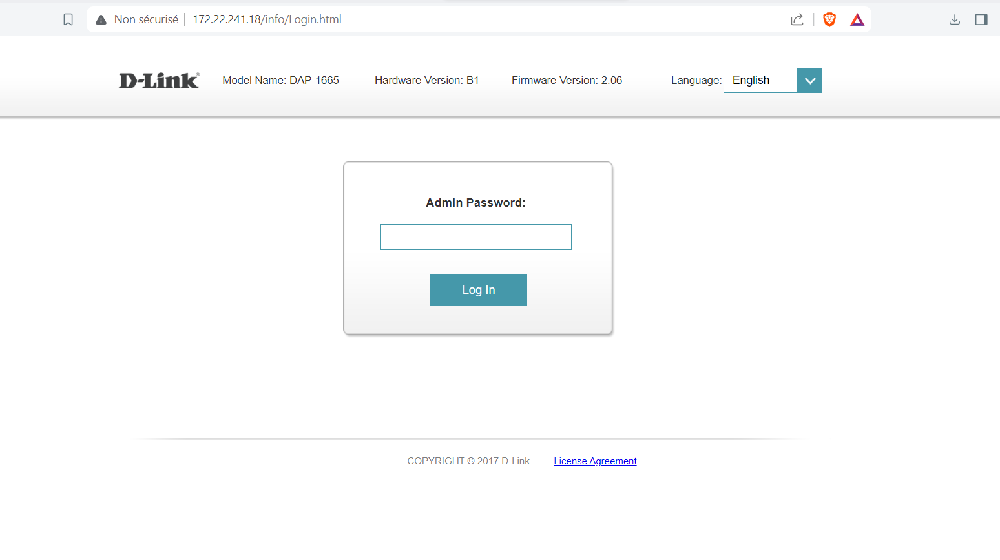 Non sécurisé | 172.22.241.18/info/Login.html
D-Link® Model Name: DAP-1665 Hardware Version: B1 Firmware Version: 2.06 Language: English
Admin Password:
Log In
COPYRIGHT © 2017 D-Link License Agreement